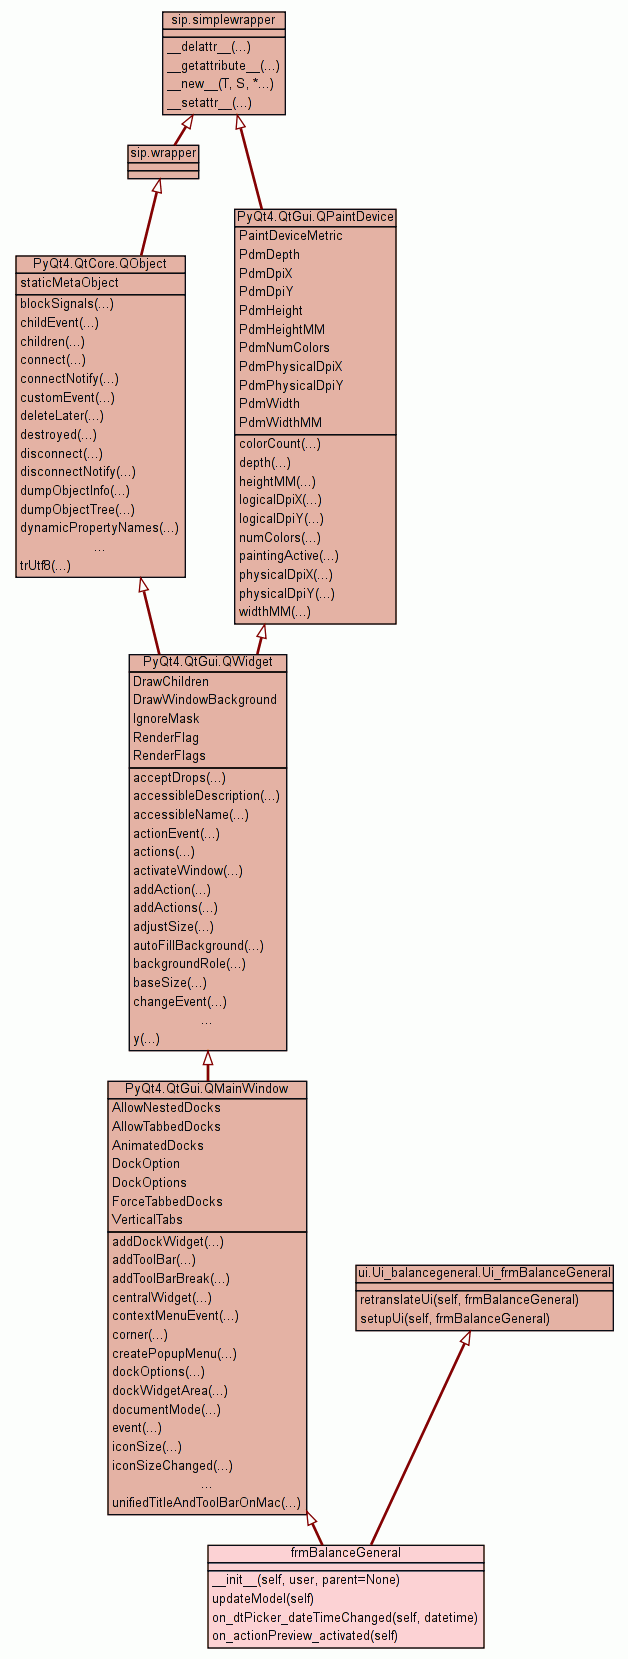 sip.simplewrapper
__delattr__(...)
__getattribute__(...)
__new__(T, S, *...)
__setattr__(...)
sip.wrapper
PyQt4.QtGui.QPaintDevice
PaintDeviceMetric
PdmDepth
PdmDpiX
PdmDpiY
PdmHeight
PdmHeightMM
PdmNumColors
PdmPhysicalDpiX
PdmPhysicalDpiY
PdmWidth
PdmWidthMM
colorCount(...)
depth(...)
heightMM(...)
logicalDpiX(...)
logicalDpiY(...)
numColors(...)
paintingActive(...)
physicalDpiX(...)
physicalDpiY(...)
widthMM(...)
PyQt4.QtCore.QObject
staticMetaObject
blockSignals(...)
childEvent(...)
children(...)
connect(...)
connectNotify(...)
customEvent(...)
deleteLater(...)
destroyed(...)
disconnect(...)
disconnectNotify(...)
dumpObjectInfo(...)
dumpObjectTree(...)
dynamicPropertyNames(...)
...
trUtf8(...)
PyQt4.QtGui.QWidget
DrawChildren
DrawWindowBackground
IgnoreMask
RenderFlag
RenderFlags
acceptDrops(...)
accessibleDescription(...)
accessibleName(...)
actionEvent(...)
actions(...)
activateWindow(...)
addAction(...)
addActions(...)
adjustSize(...)
autoFillBackground(...)
backgroundRole(...)
baseSize(...)
changeEvent(...)
...
y(...)
PyQt4.QtGui.QMainWindow
AllowNestedDocks
AllowTabbedDocks
AnimatedDocks
DockOption
DockOptions
ForceTabbedDocks
VerticalTabs
addDockWidget(...)
addToolBar(...)
addToolBarBreak(...)
centralWidget(...)
contextMenuEvent(...)
corner(...)
createPopupMenu(...)
dockOptions(...)
dockWidgetArea(...)
documentMode(...)
event(...)
iconSize(...)
iconSizeChanged(...)
...
unifiedTitleAndToolBarOnMac(...)
ui.Ui_balancegeneral.Ui_frmBalanceGeneral
retranslateUi(self, frmBalanceGeneral)
setupUi(self, frmBalanceGeneral)
frmBalanceGeneral
__init__(self, user, parent=None)
updateModel(self)
on_dtPicker_dateTimeChanged(self, datetime)
on_actionPreview_activated(self)